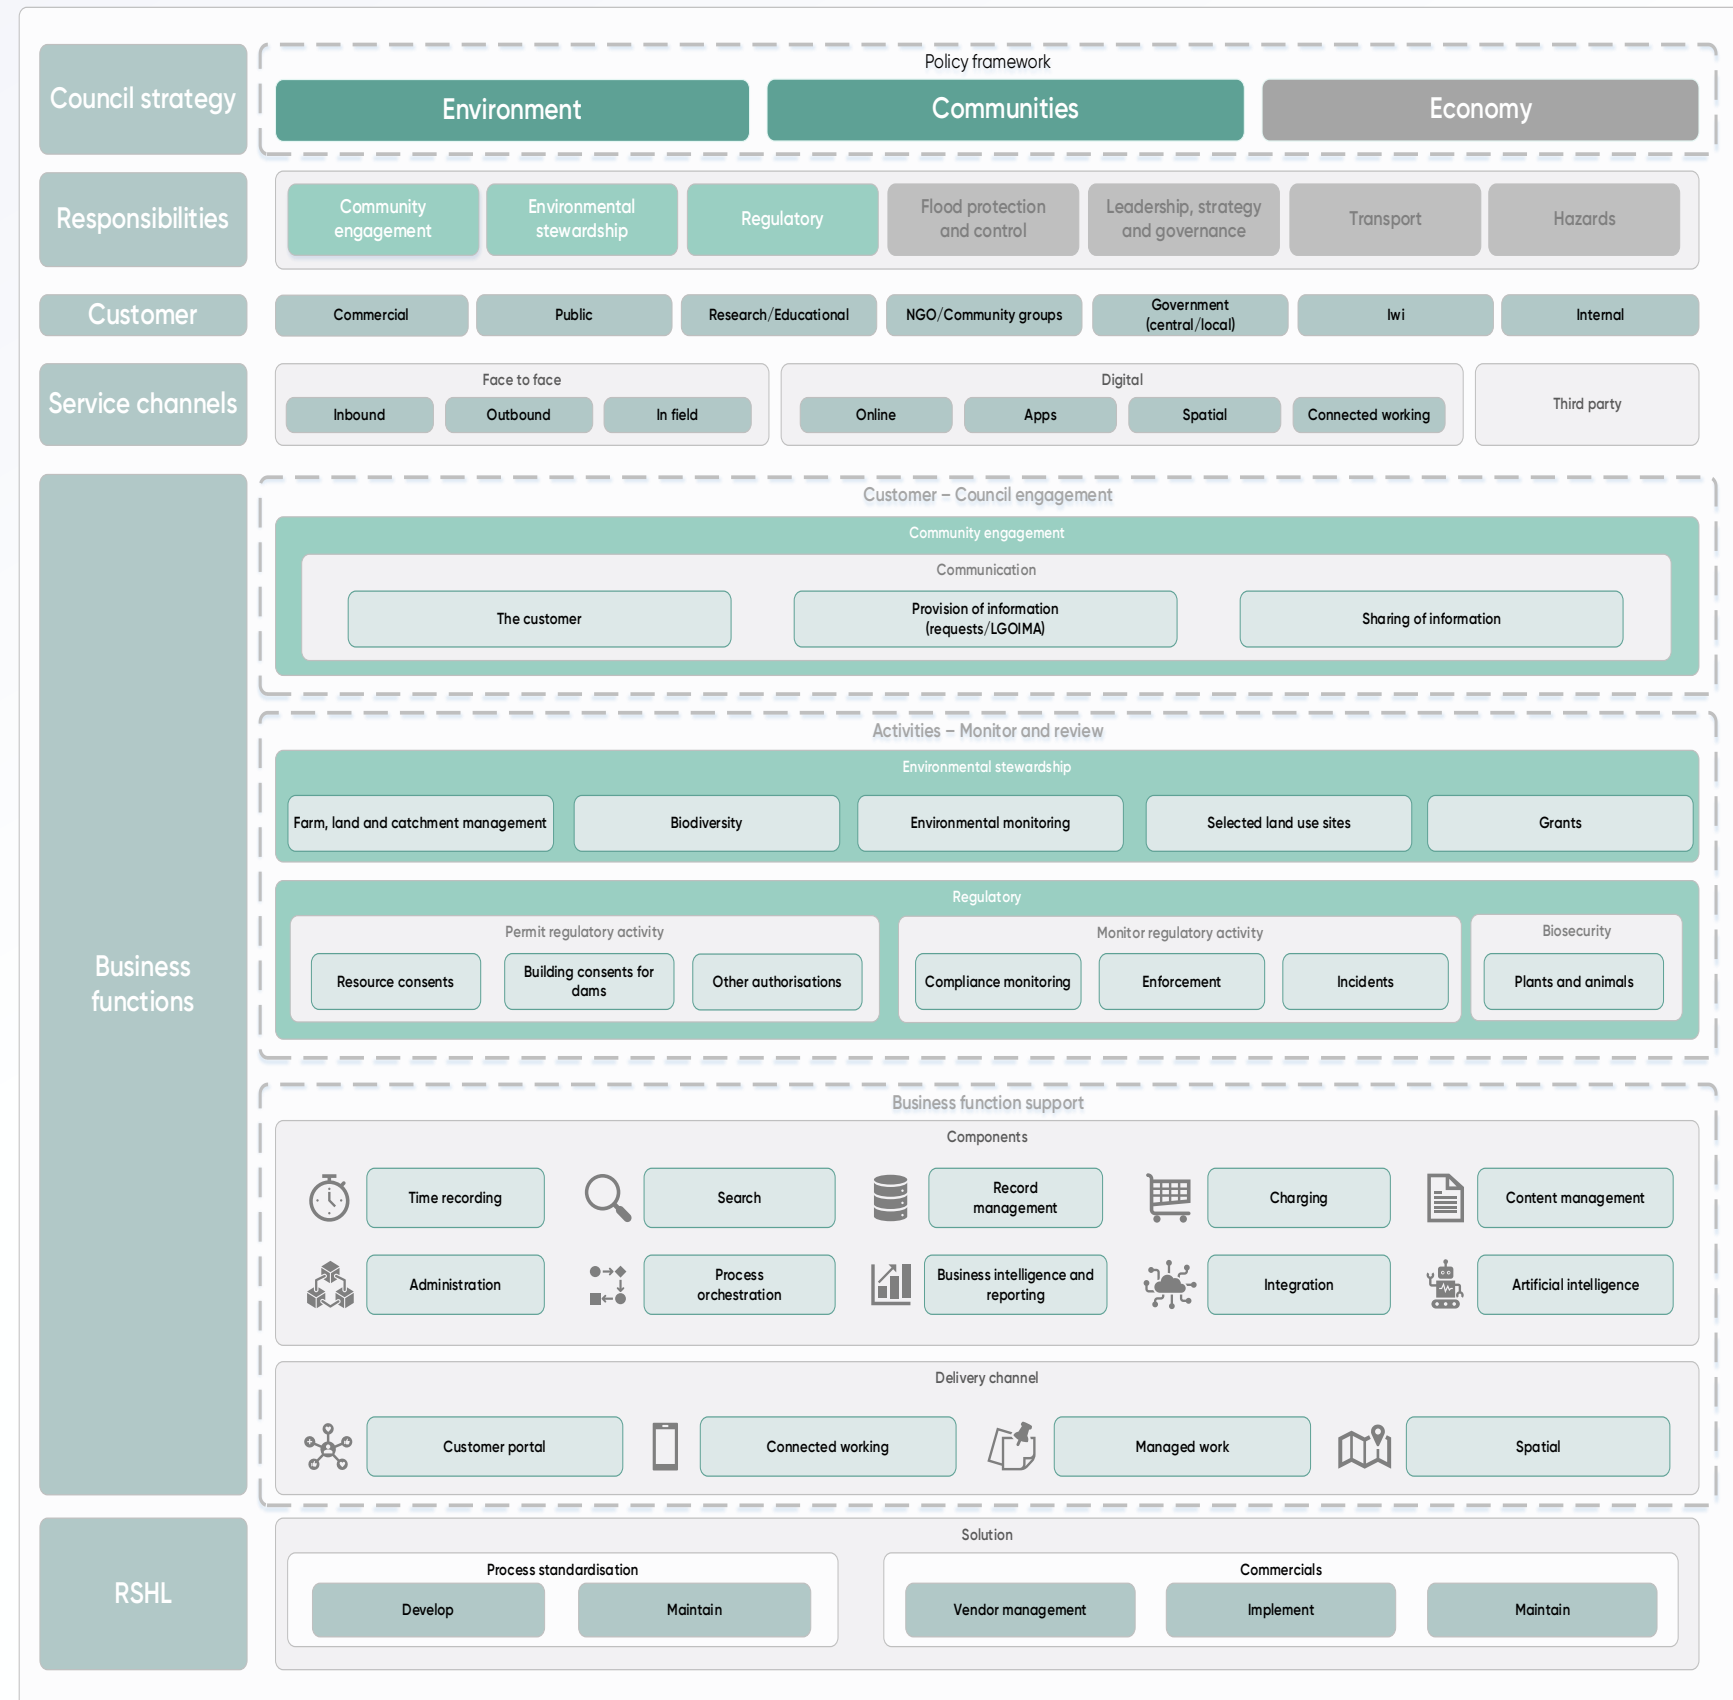 Council strategy
Policy framework
Environment
Communities
Economy
Responsibilities
Community
engagement
Environmental
stewardship
Regulatory
Flood protection
and control
Leadership, strategy
and governance
Transport
Hazards
Customer
Commercial
Public
Research/Educational
NGO/Community groups
Government
(central/local)
Iwi
Internal
Service channels
Face to face
Inbound
Outbound
In field
Digital
Online
Apps
Spatial
Connected working
Third party
Business
functions
Customer – Council engagement
Community engagement
Communication
The customer
Provision of information
(requests/LGOIMA)
Sharing of information
Activities – Monitor and review
Environmental stewardship
Farm, land and catchment management
Biodiversity
Environmental monitoring
Selected land use sites
Grants
Regulatory
Permit regulatory activity
Resource consents
Building consents for
dams
Other authorisations
Monitor regulatory activity
Compliance monitoring
Enforcement
Incidents
Biosecurity
Plants and animals
Business function support
Components
Time recording
Search
Record
management
Charging
Content management
Administration
Process
orchestration
Business intelligence and
reporting
Integration
Artificial intelligence
Delivery channel
Customer portal
Connected working
Managed work
Spatial
RSHL
Solution
Process standardisation
Develop
Maintain
Commercials
Vendor management
Implement
Maintain